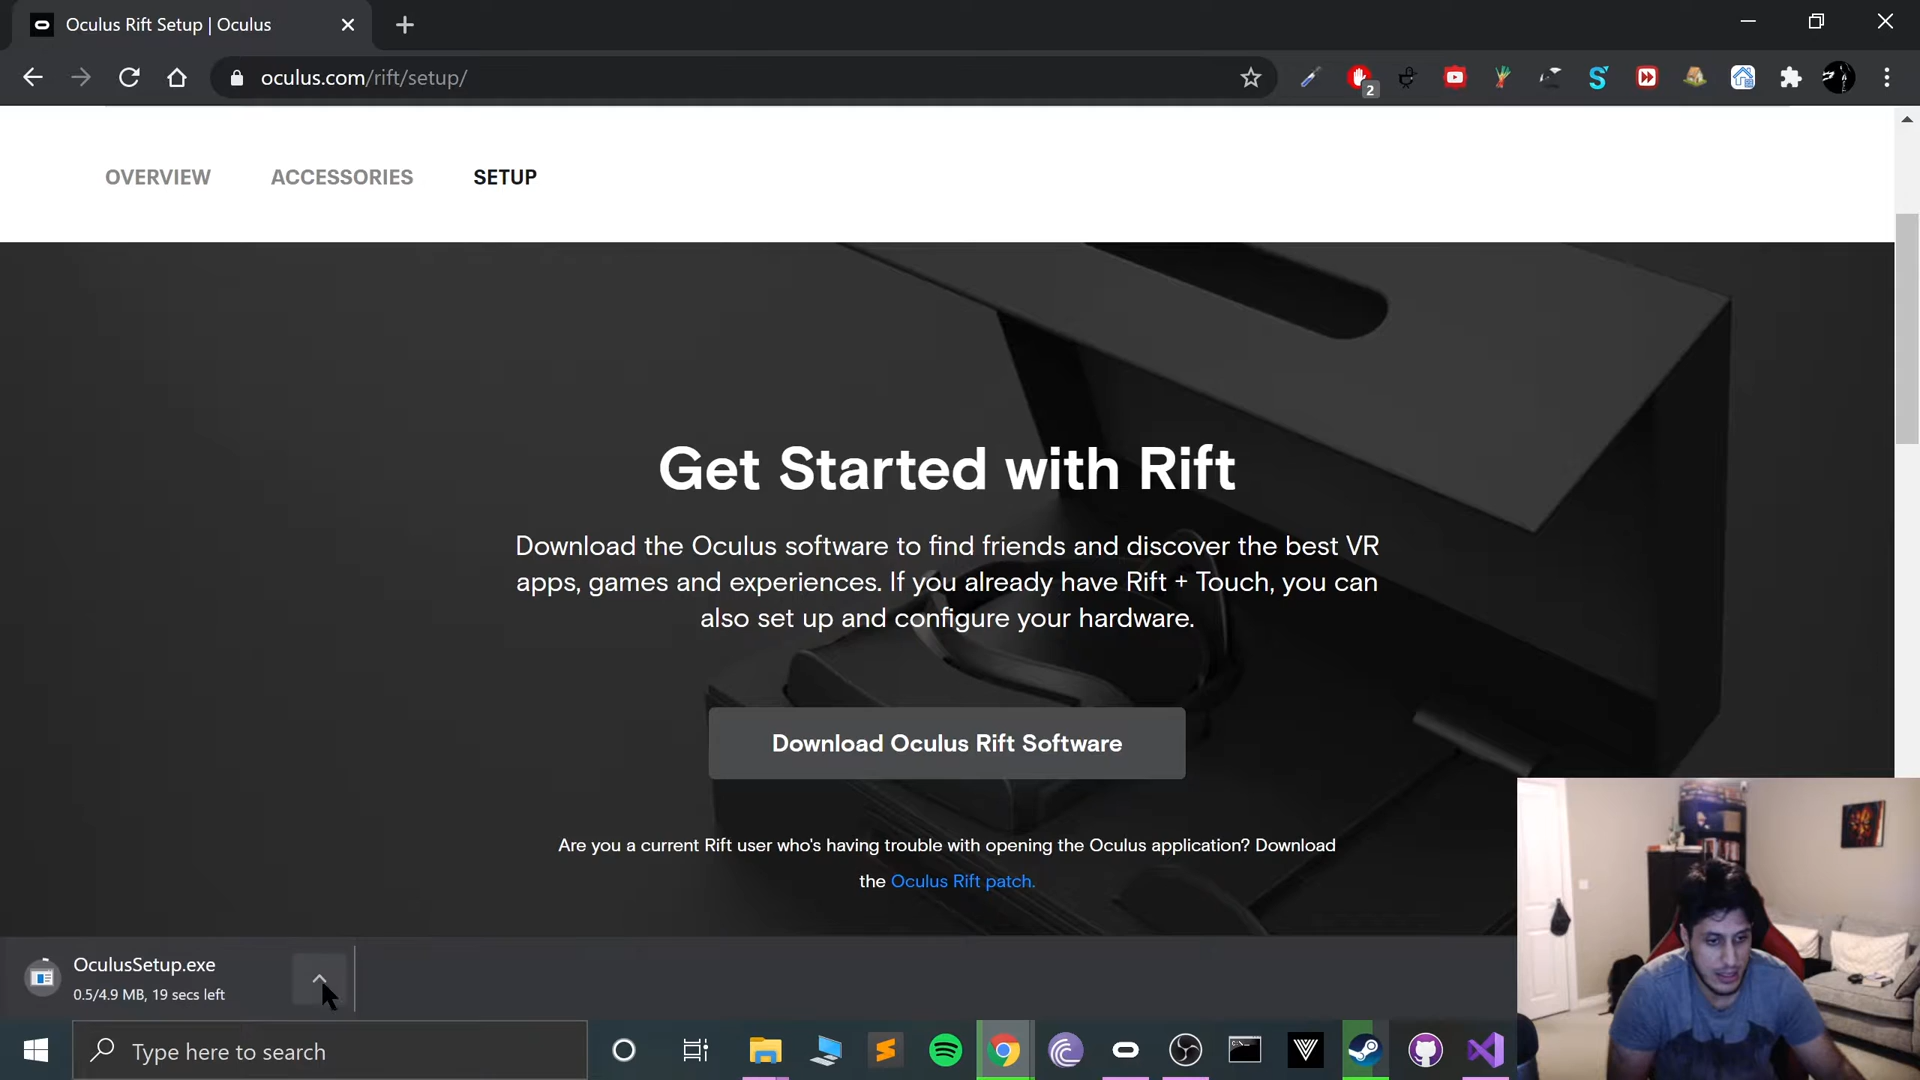 Oculus Rift Setup | Oculus
oculus.com/rift/setup/
2
OVERVIEW ACCESSORIES SETUP
Get Started with Rift
Download the Oculus software to find friends and discover the best VR
apps, games and experiences. If you already have Rift + Touch, you can
also set up and configure your hardware.
Download Oculus Rift Software
Are you a current Rift user who's having trouble with opening the Oculus application? Download
the Oculus Rift patch.
OculusSetup.exe
0.5/4.9 MB, 19 secs left
Type here to search